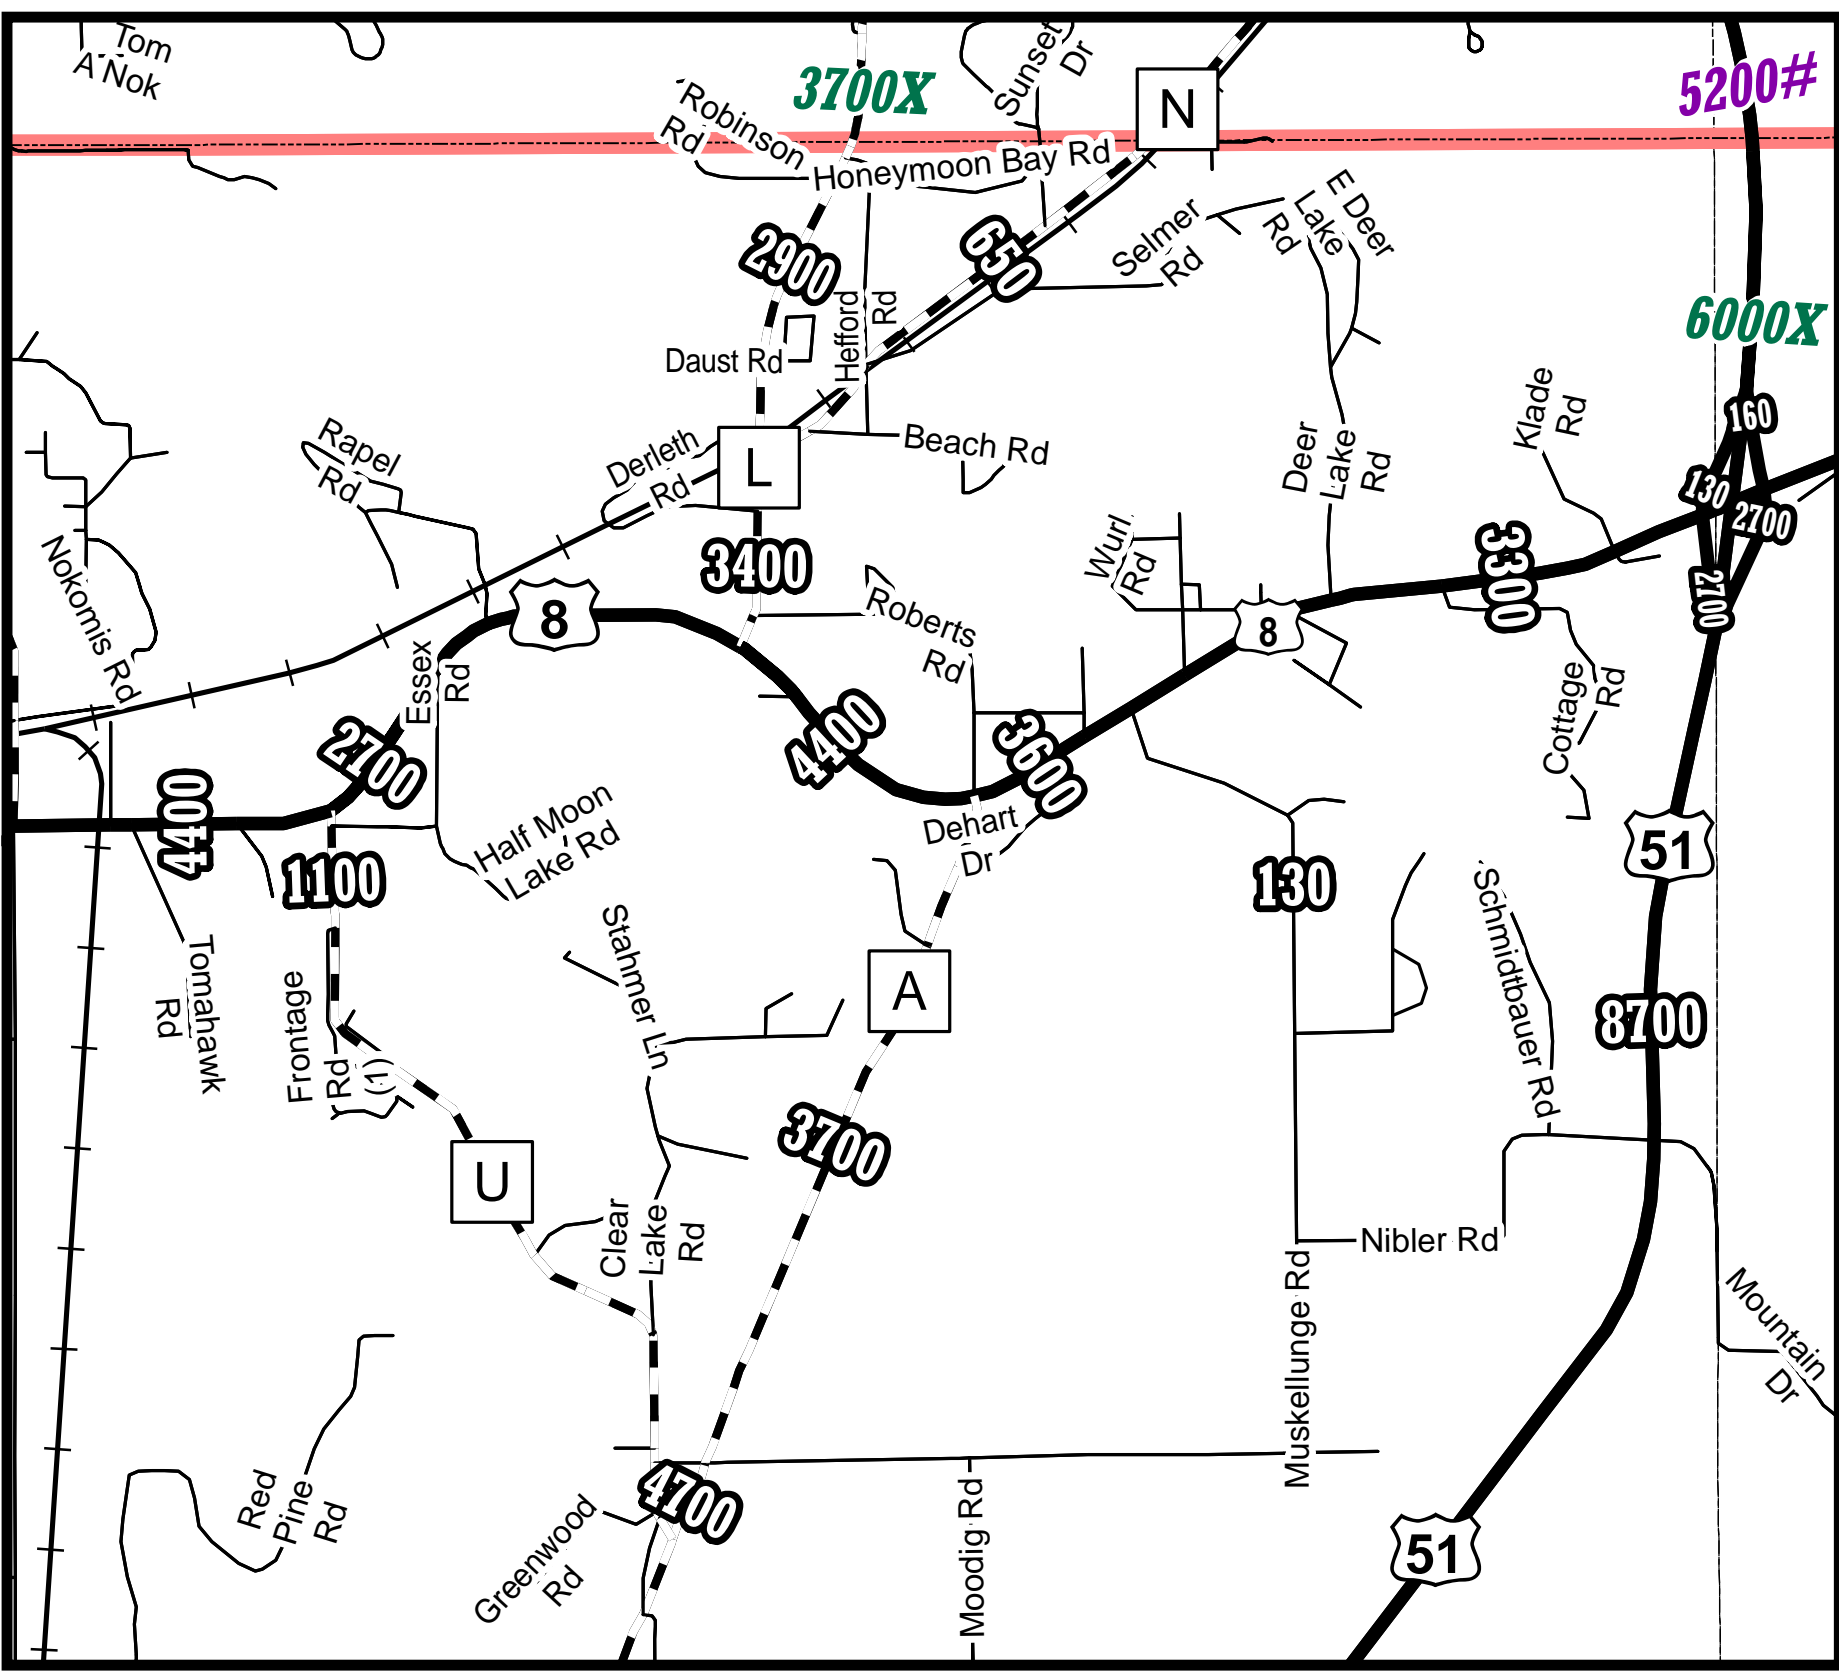 Tom
A'Nok
3700X
Sunset
Dr
N
5200#
Robinson
Rd
Honeymoon Bay Rd
E Deer
Lake
Rd
Selmer
Rd
650
2900
Hefford
Rd
Daust Rd
6000X
Klade
Rd
160
Rapel
Rd
Derleth
Rd
L
Beach Rd
Deer
Lake
Rd
130
2700
Nokomis Rd
3400
Wurl
Rd
3300
2700
8
Roberts
Rd
8
Essex
Rd
Cottage
Rd
2700
4400
3600
4400
Half Moon
Lake Rd
Dehart
Dr
51
1100
130
Schmidtbauer Rd
Tomahawk
Rd
Stahmer Ln
A
8700
Frontage
Rd
(1)
3700
U
Clear
Lake
Rd
Nibler Rd
Muskellunge Rd
Mountain
Dr
Red
Pine
Rd
4700
Greenwood
Rd
Moodig Rd
51